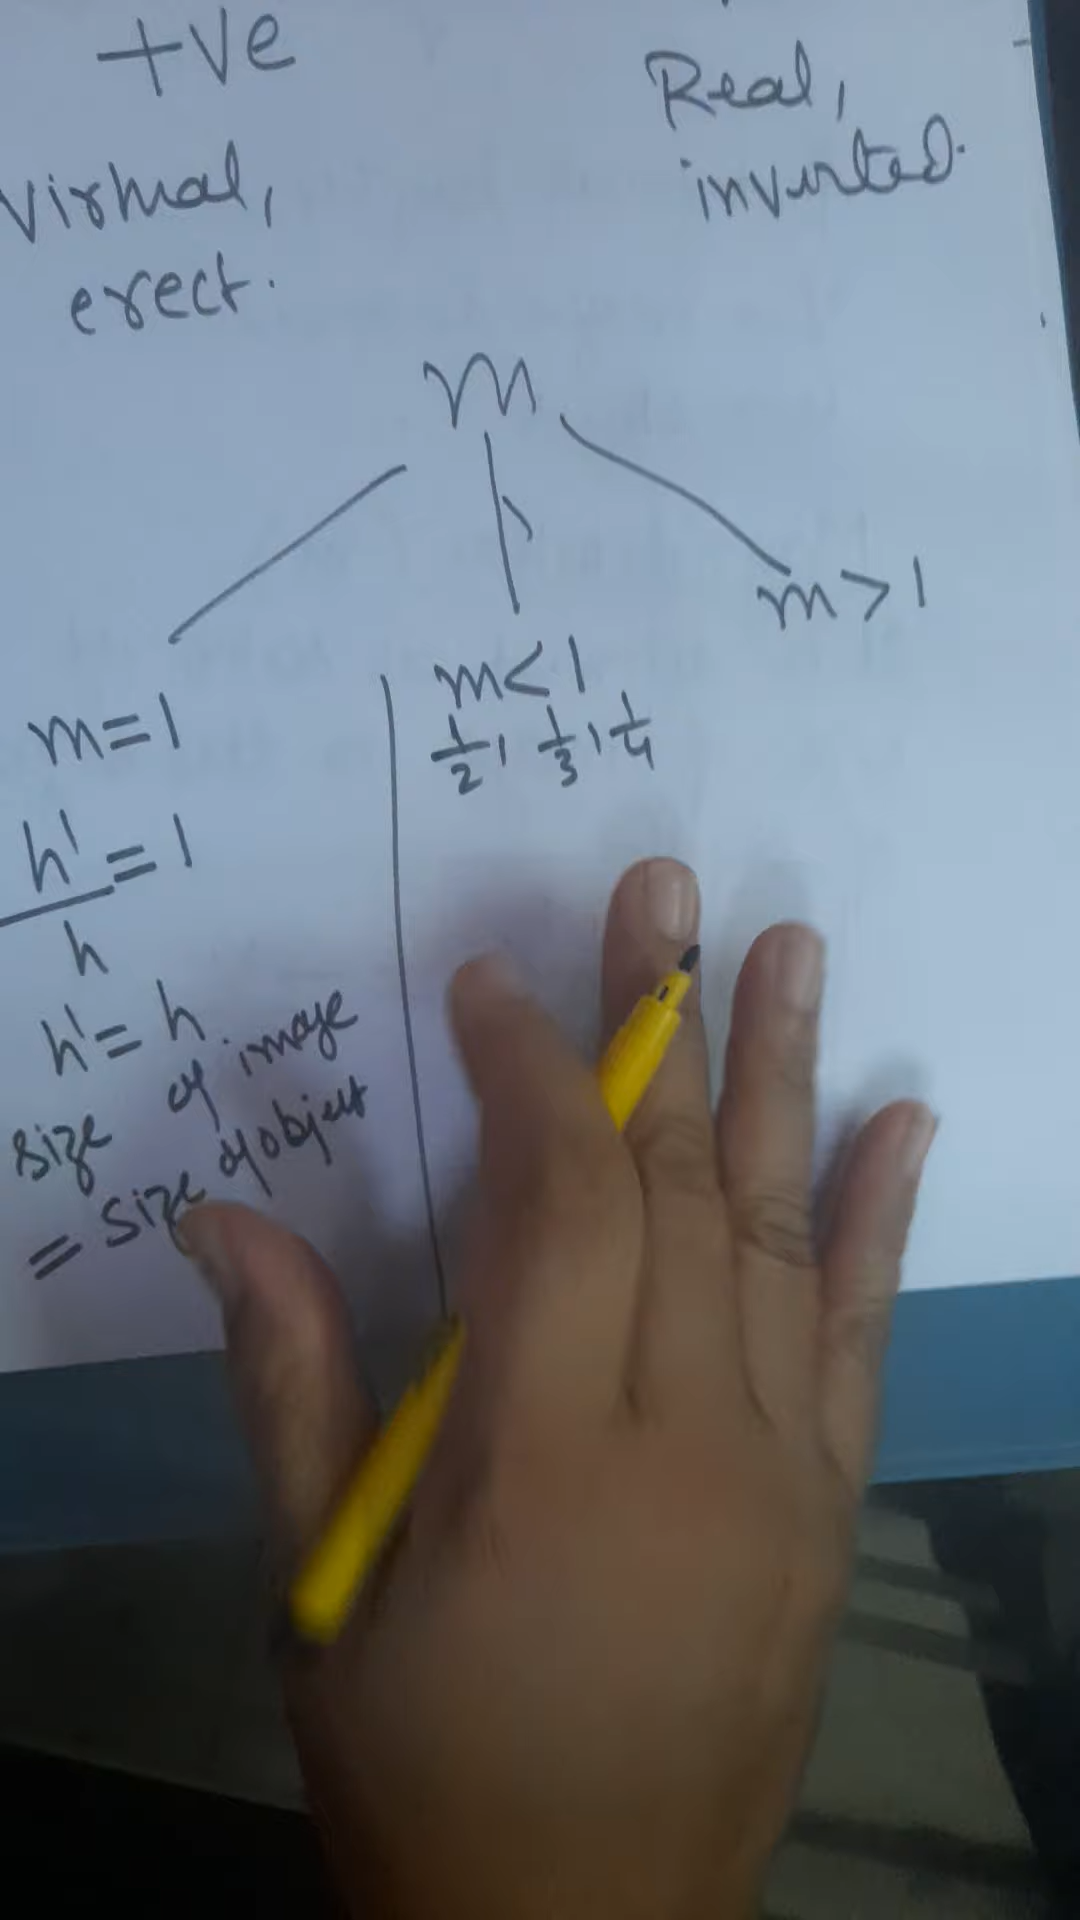 +ve
Virtual,
erect.
Real,
inverted.
m
m=1
h'/h = 1
h' = h
size of image
= size of object
m<1
1/2, 1/3, 1/4
m>1